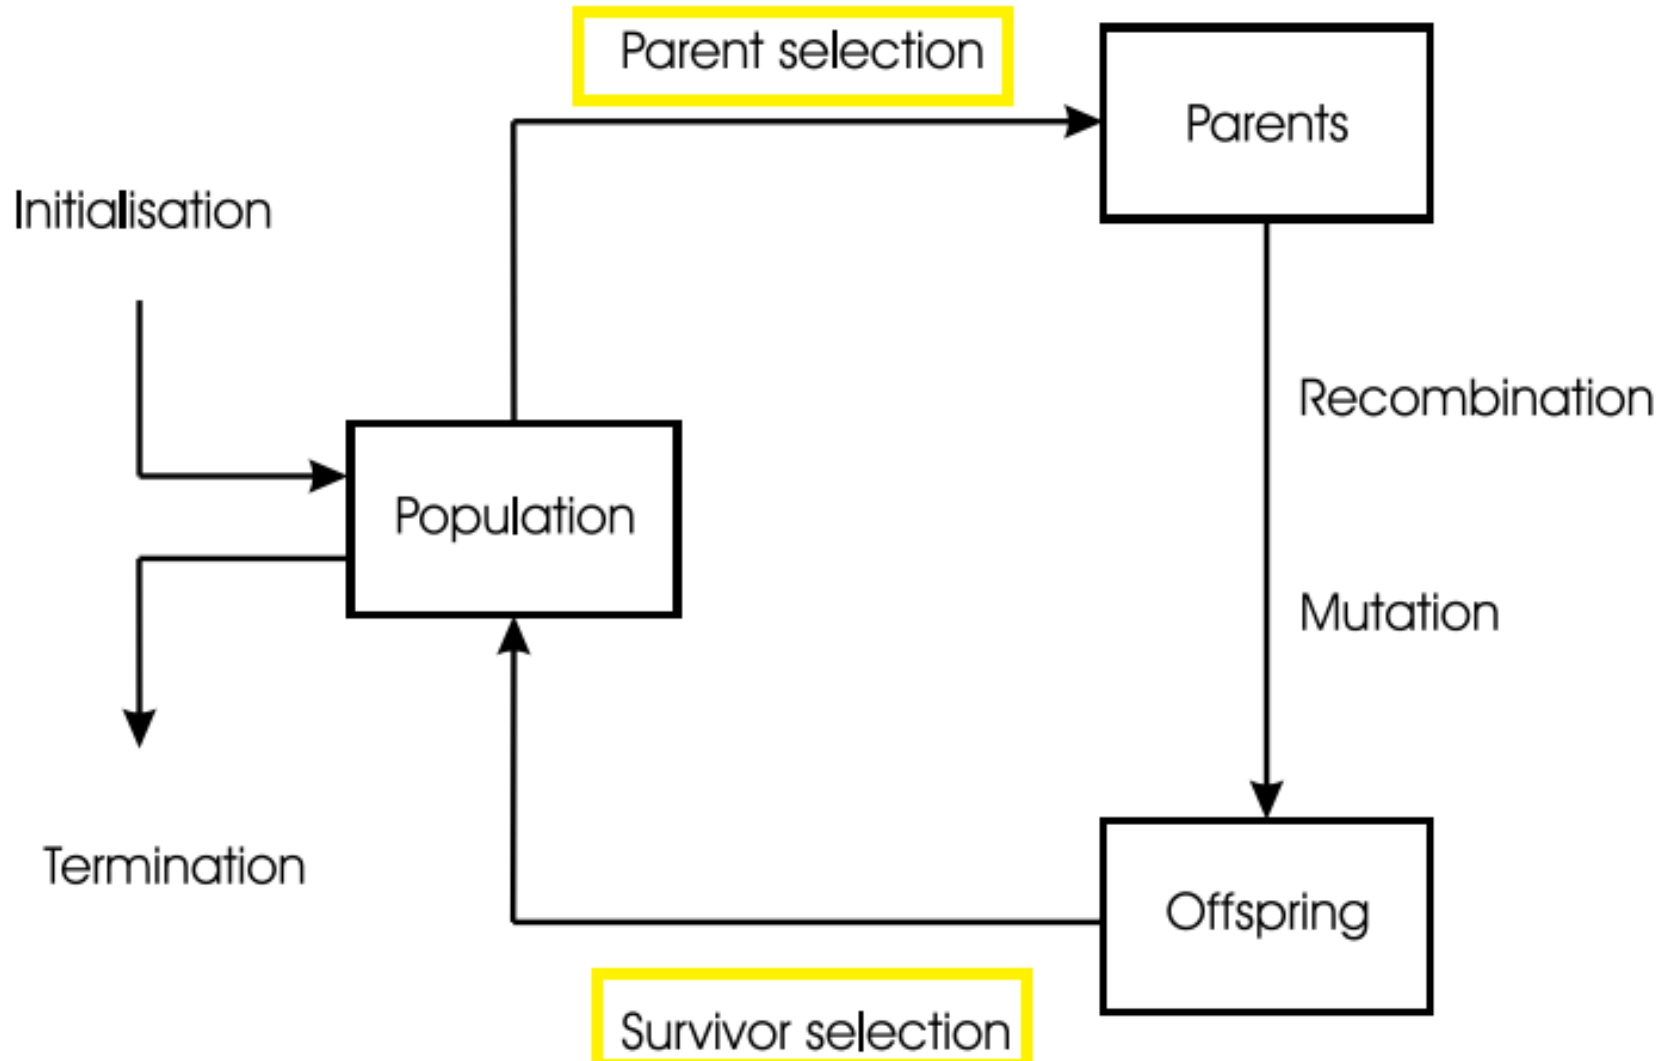 Parent selection
Parents
Initialisation
Recombination
Population
Mutation
Termination
Offspring
Survivor selection